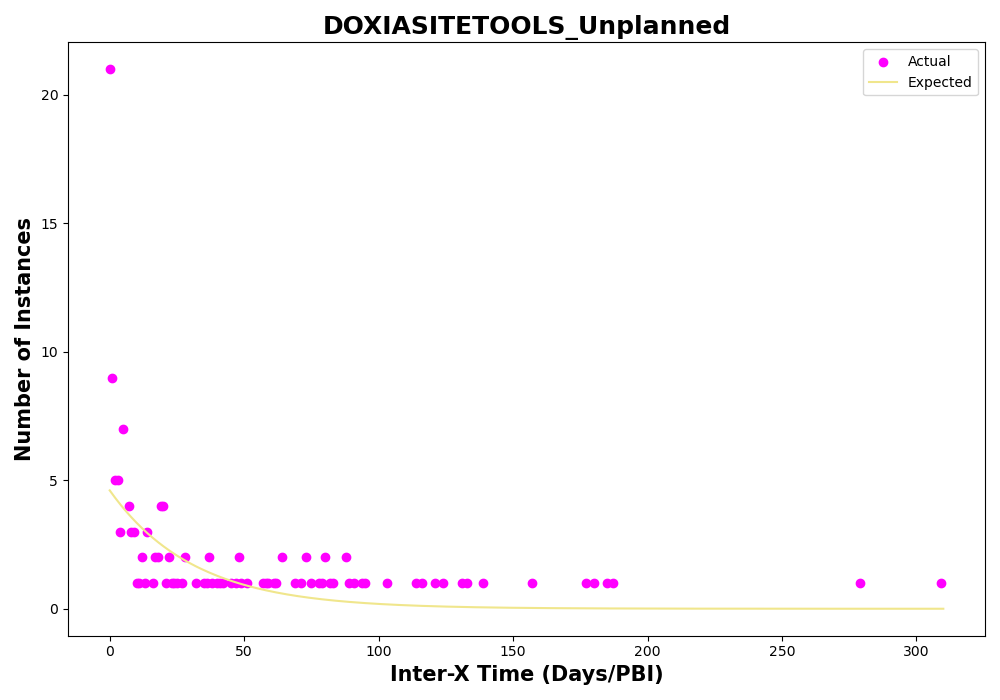 DOXIASITETOOLS_Unplanned
Actual
Expected
20
15
10
5
0
Number of Instances
0 50 100 150 200 250 300
Inter-X Time (Days/PBI)